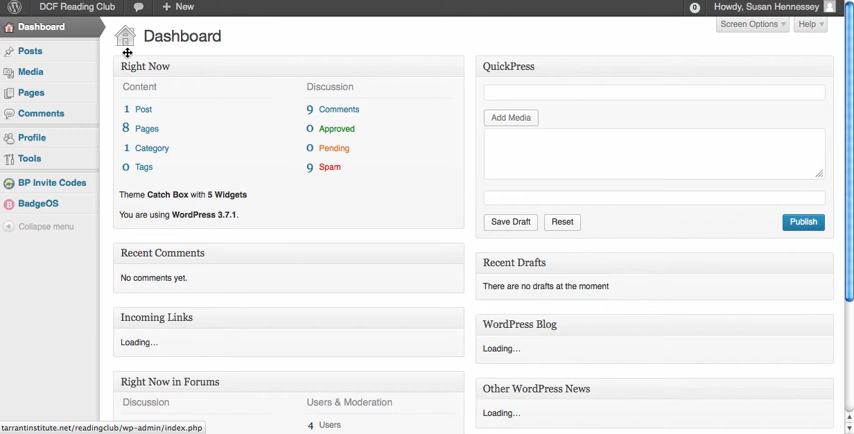 DCF Reading Club + New 0 Howdy, Susan Hennessey
Screen Options Help
Dashboard
Posts
Media
Pages
Comments
Profile
Tools
BP Invite Codes
BadgeOS
Collapse menu
Dashboard
Right Now
Content Discussion
1 Post 9 Comments
8 Pages 0 Approved
1 Category 0 Pending
0 Tags 9 Spam
Theme Catch Box with 5 Widgets
You are using WordPress 3.7.1.
Recent Comments
No comments yet.
Incoming Links
Loading...
Right Now in Forums
Discussion Users & Moderation
4 Users
QuickPress
Add Media
Save Draft Reset Publish
Recent Drafts
There are no drafts at the moment
WordPress Blog
Loading...
Other WordPress News
Loading...
tarrantinstitute.net/readingclub/wp-admin/index.php